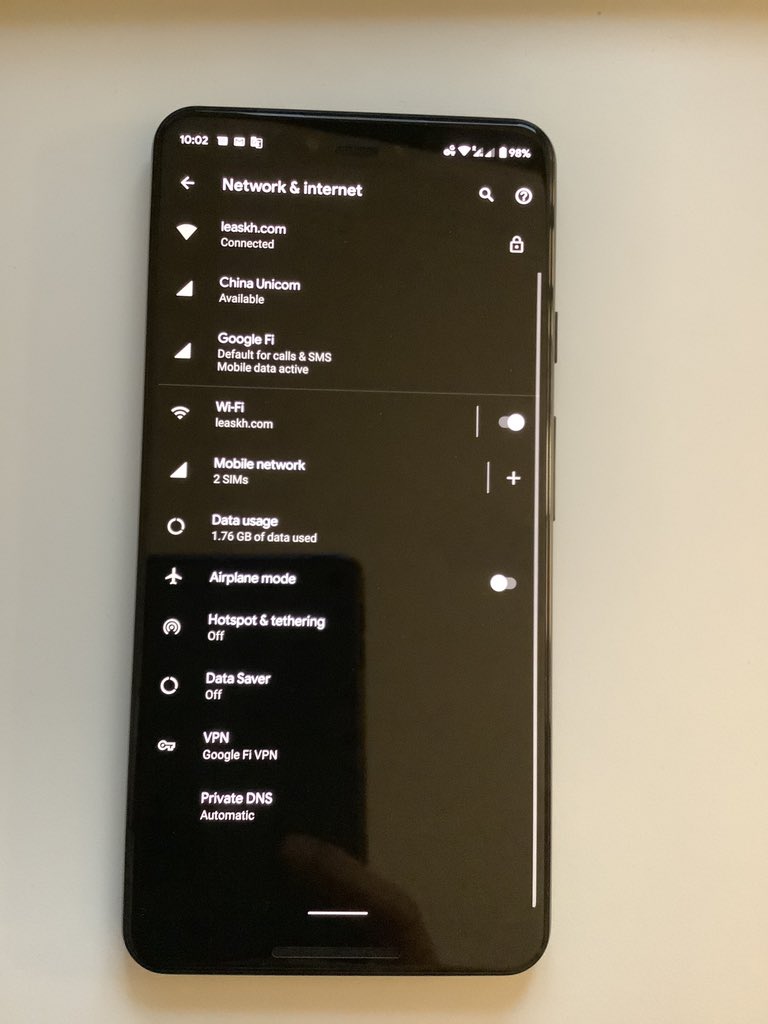 10:02
98%
Network & internet
leaskh.com
Connected
China Unicom
Available
Google Fi
Default for calls & SMS
Mobile data active
Wi-Fi
leaskh.com
Mobile network
2 SIMs
Data usage
1.76 GB of data used
Airplane mode
Hotspot & tethering
Off
Data Saver
Off
VPN
Google Fi VPN
Private DNS
Automatic